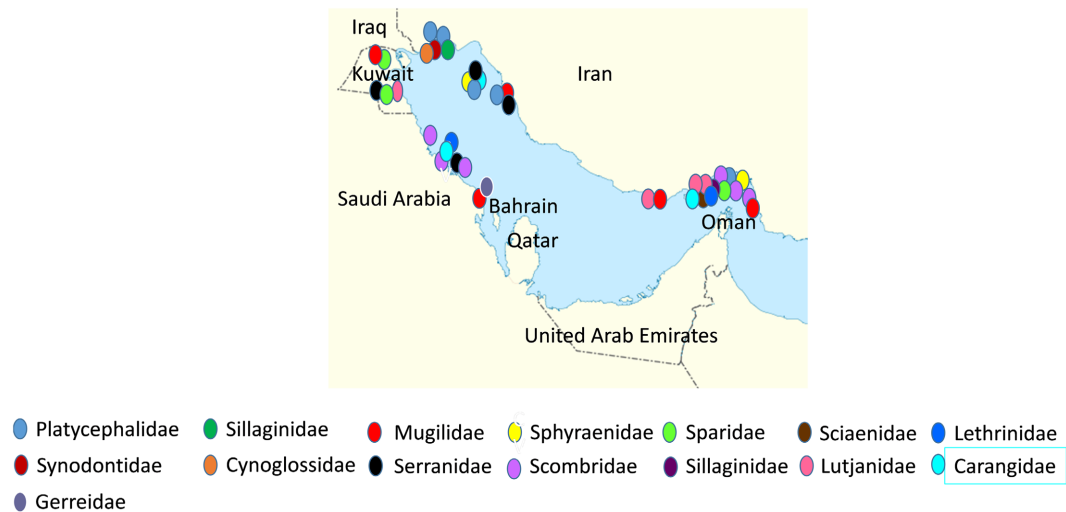 Iraq
Iran
Kuwait
Saudi Arabia
Bahrain
Oman
Qatar
United Arab Emirates
Platycephalidae Sillaginidae Mugilidae Sphyraenidae Sparidae Sciaenidae Lethrinidae
Synodontidae Cynoglossidae Serranidae Scombridae Sillaginidae Lutjanidae Carangidae
Gerreidae